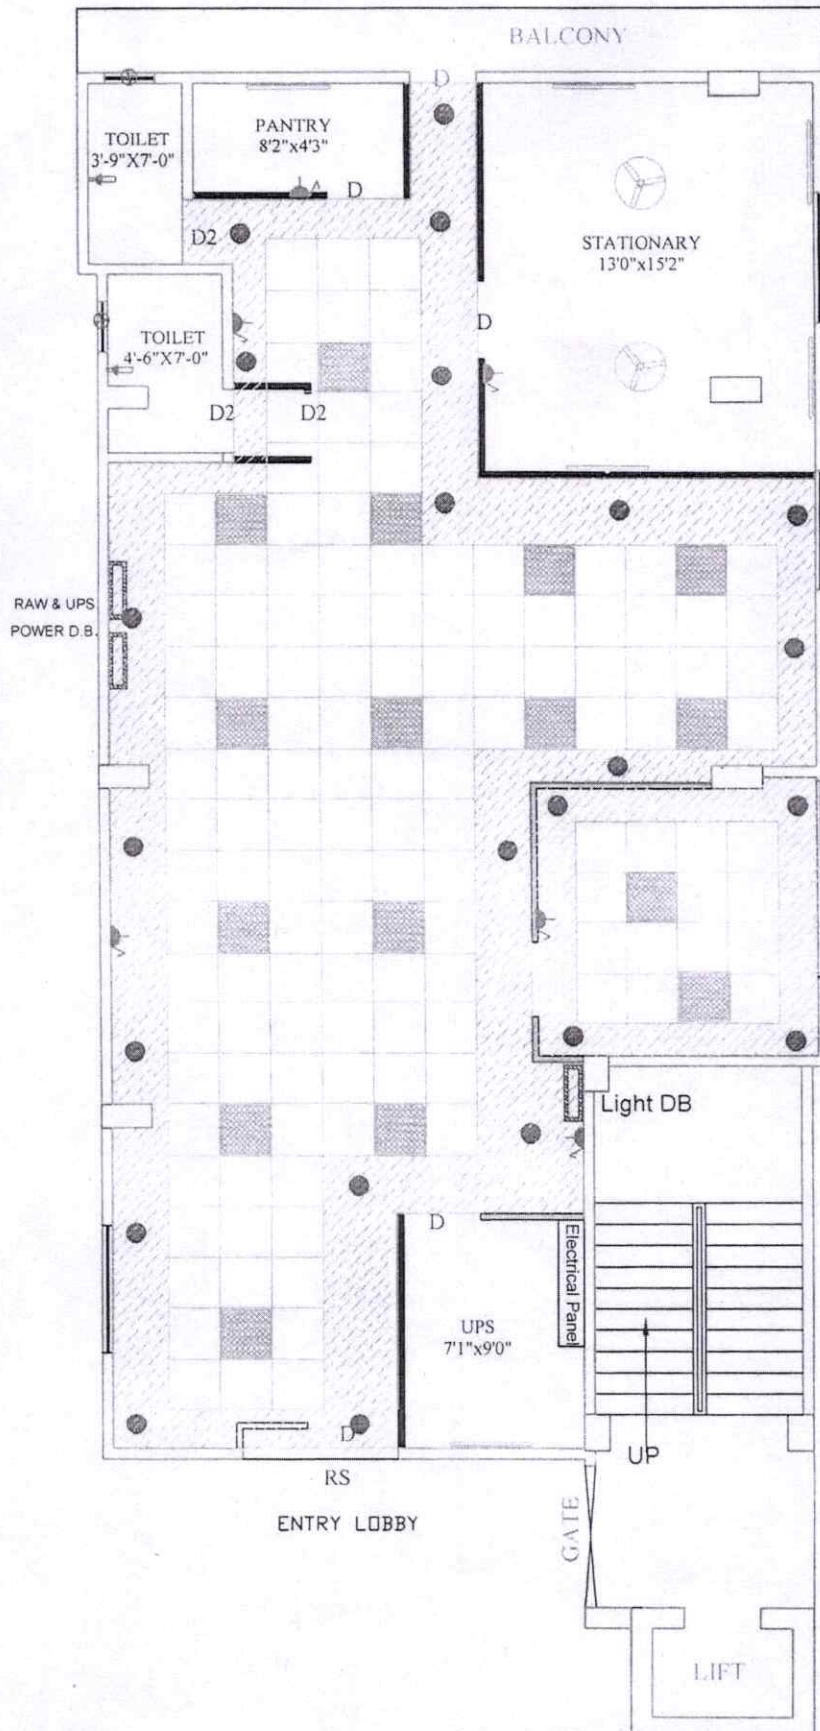 BALCONY
D
TOILET
3'-9"X7'-0"
PANTRY
8'2"x4'3"
D
D2
STATIONARY
13'0"x15'2"
D
TOILET
4'-6"X7'-0"
D2
D2
RAW & UPS
POWER D.B.
Light DB
D
Electrical Panel
UPS
7'1"x9'0"
D
UP
RS
ENTRY LOBBY
GATE
LIFT